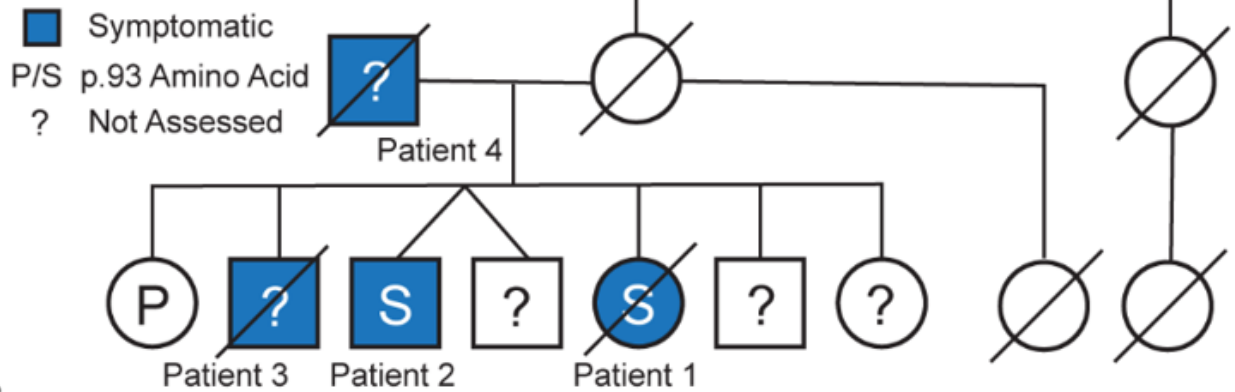 Symptomatic
P/S p.93 Amino Acid
? Not Assessed
?
Patient 4
P ? S ? S ? ?
Patient 3 Patient 2 Patient 1